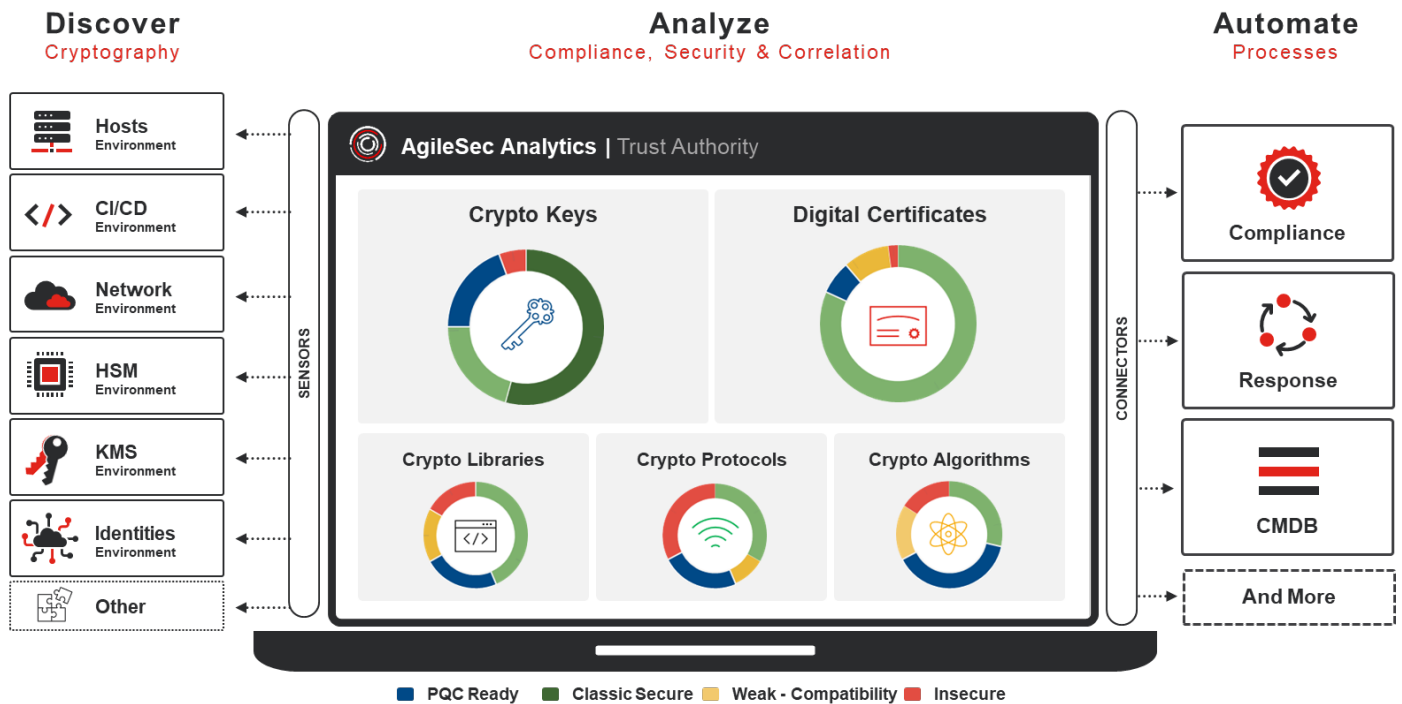 Discover
Cryptography
Analyze
Compliance, Security & Correlation
Automate
Processes
Hosts
Environment
CI/CD
Environment
Network
Environment
HSM
Environment
KMS
Environment
Identities
Environment
Other
SENSORS
AgileSec Analytics | Trust Authority
Crypto Keys
Digital Certificates
Crypto Libraries
Crypto Protocols
Crypto Algorithms
CONNECTORS
Compliance
Response
CMDB
And More
PQC Ready
Classic Secure
Weak - Compatibility
Insecure